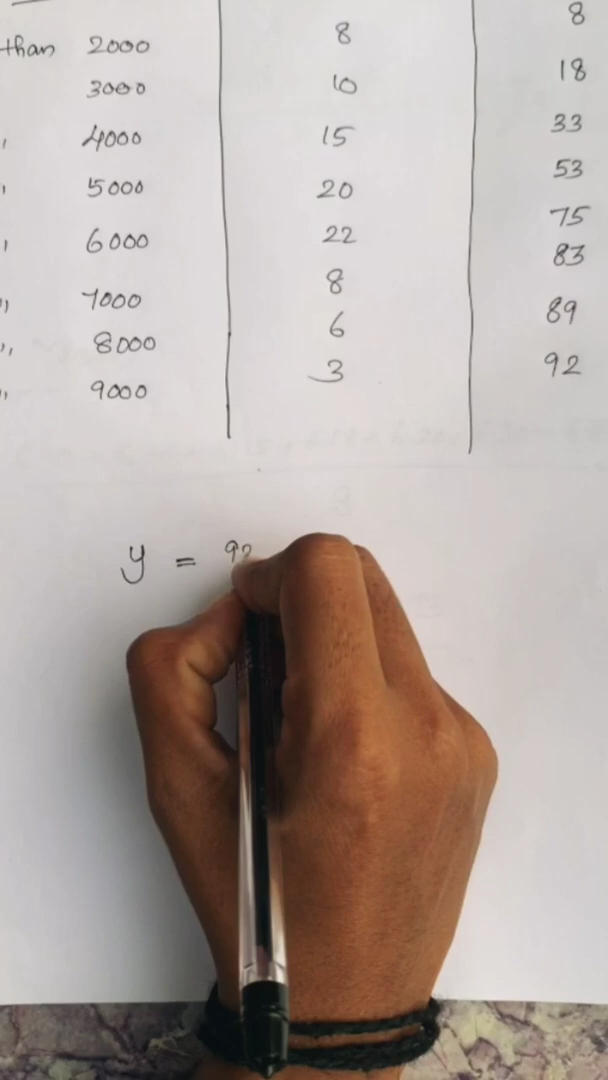 than 2000 8 8
3000 10 18
" 4000 15 33
" 5000 20 53
" 6000 22 75
" 7000 8 83
" 8000 6 89
" 9000 3 92
y = 92